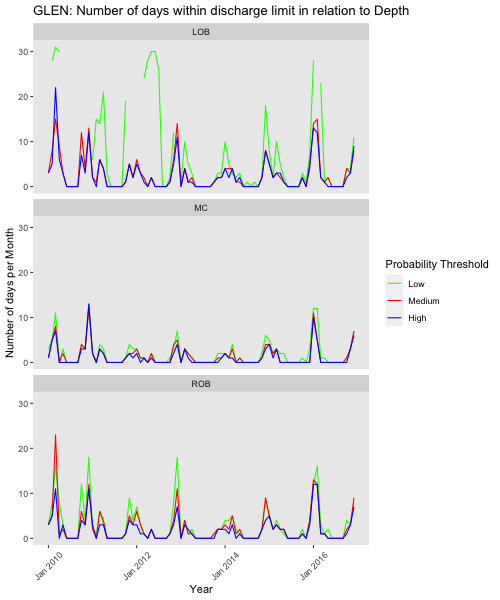 GLEN: Number of days within discharge limit in relation to Depth
LOB
30
20
10
0
MC
30
20
10
0
ROB
30
20
10
0
Number of days per Month
Jan 2010
Jan 2012
Jan 2014
Jan 2016
Year
Probability Threshold
Low
Medium
High